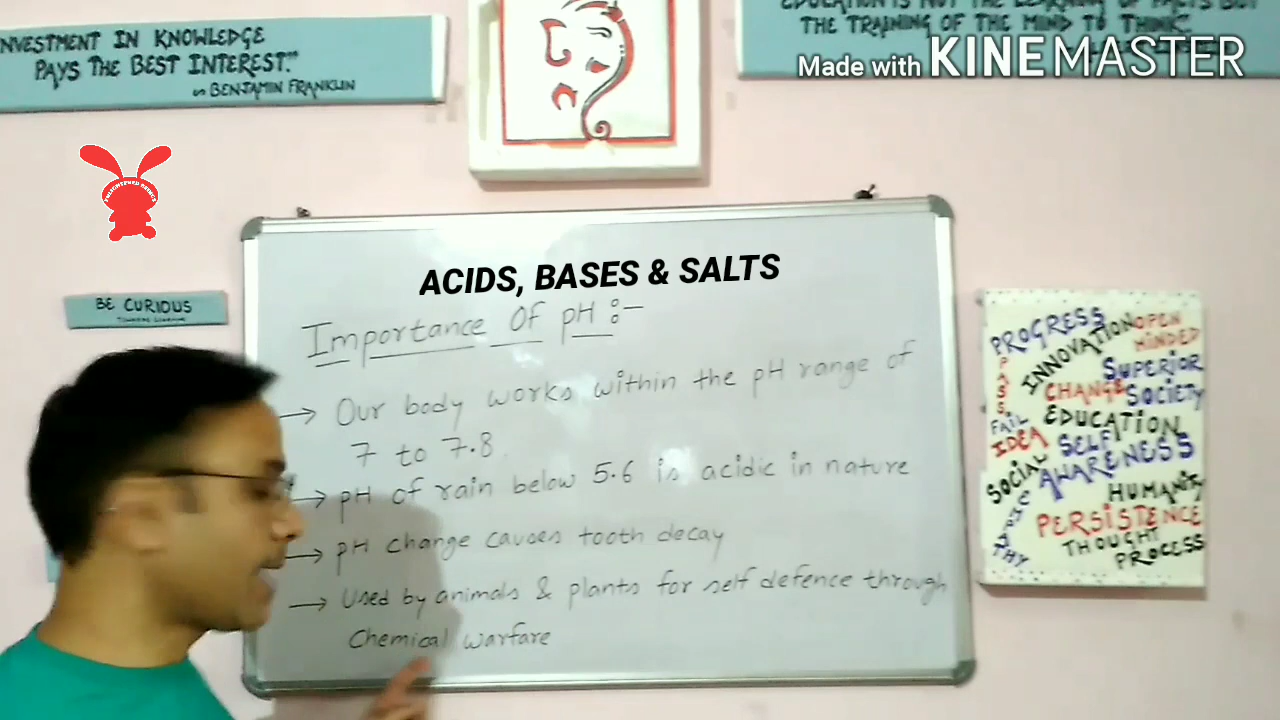 INVESTMENT IN KNOWLEDGE
PAYS THE BEST INTEREST."
~ BENJAMIN FRANKLIN
THE TRAINING OF THE MIND TO THINK.
Made with KINEMASTER
BE CURIOUS
ACIDS, BASES & SALTS
Importance Of pH :-
→ Our body works within the pH range of
7 to 7.8
→ pH of rain below 5.6 is acidic in nature
→ pH change causes tooth decay
→ Used by animals & plants for self defence through
Chemical warfare
PROGRESS
INNOVATION
OPEN
MINDED
PASS
FAIL
IDEA
CHANGE
SUPERIOR
SOCIETY
EDUCATION
SELF
AWARENESS
SOCIAL
HUMANITY
PERSISTENCE
THOUGHT
PROCESS